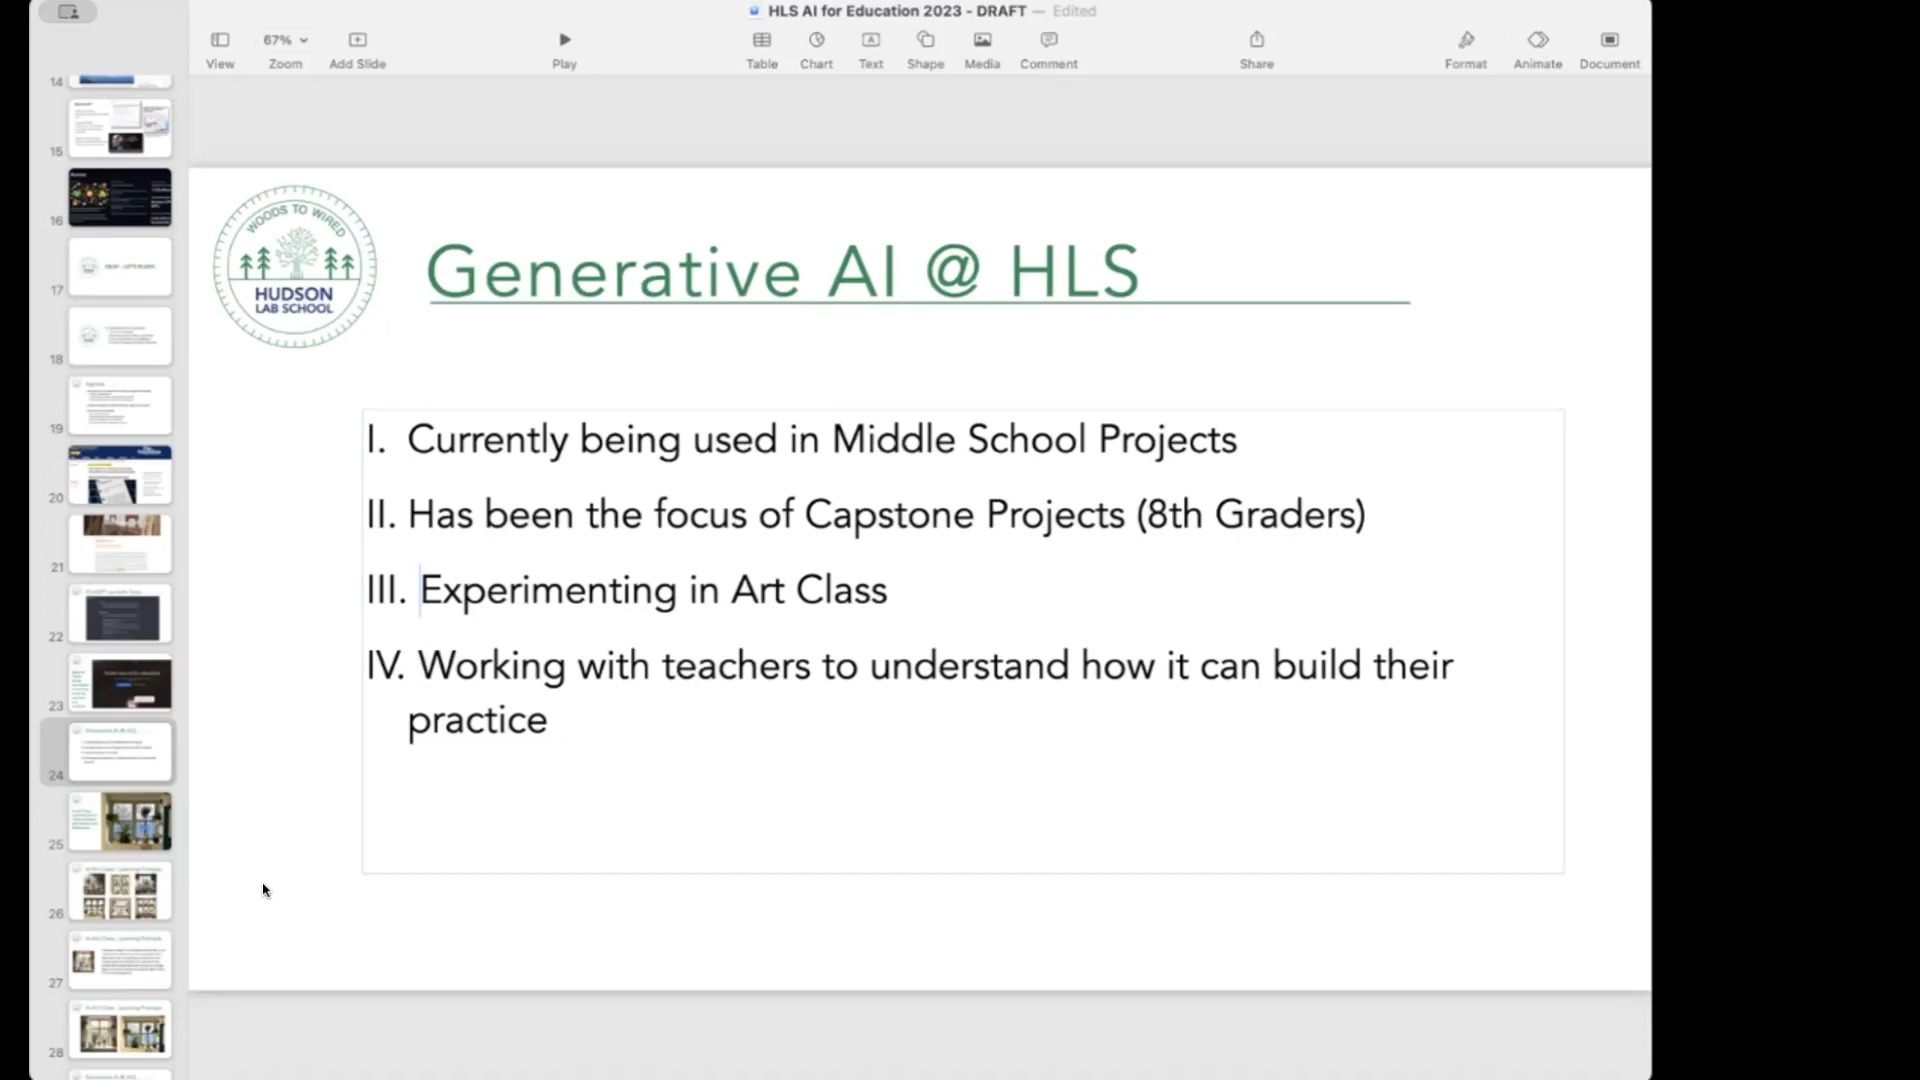 HLS AI for Education 2023 - DRAFT — Edited
67%
View
Zoom
Add Slide
Play
Table
Chart
Text
Shape
Media
Comment
Share
Format
Animate
Document
14
15
16
17
18
19
20
21
22
23
24
25
26
27
28
WOODS TO WIRED
HUDSON
LAB SCHOOL
Generative AI @ HLS
I. Currently being used in Middle School Projects
II. Has been the focus of Capstone Projects (8th Graders)
III. Experimenting in Art Class
IV. Working with teachers to understand how it can build their
practice